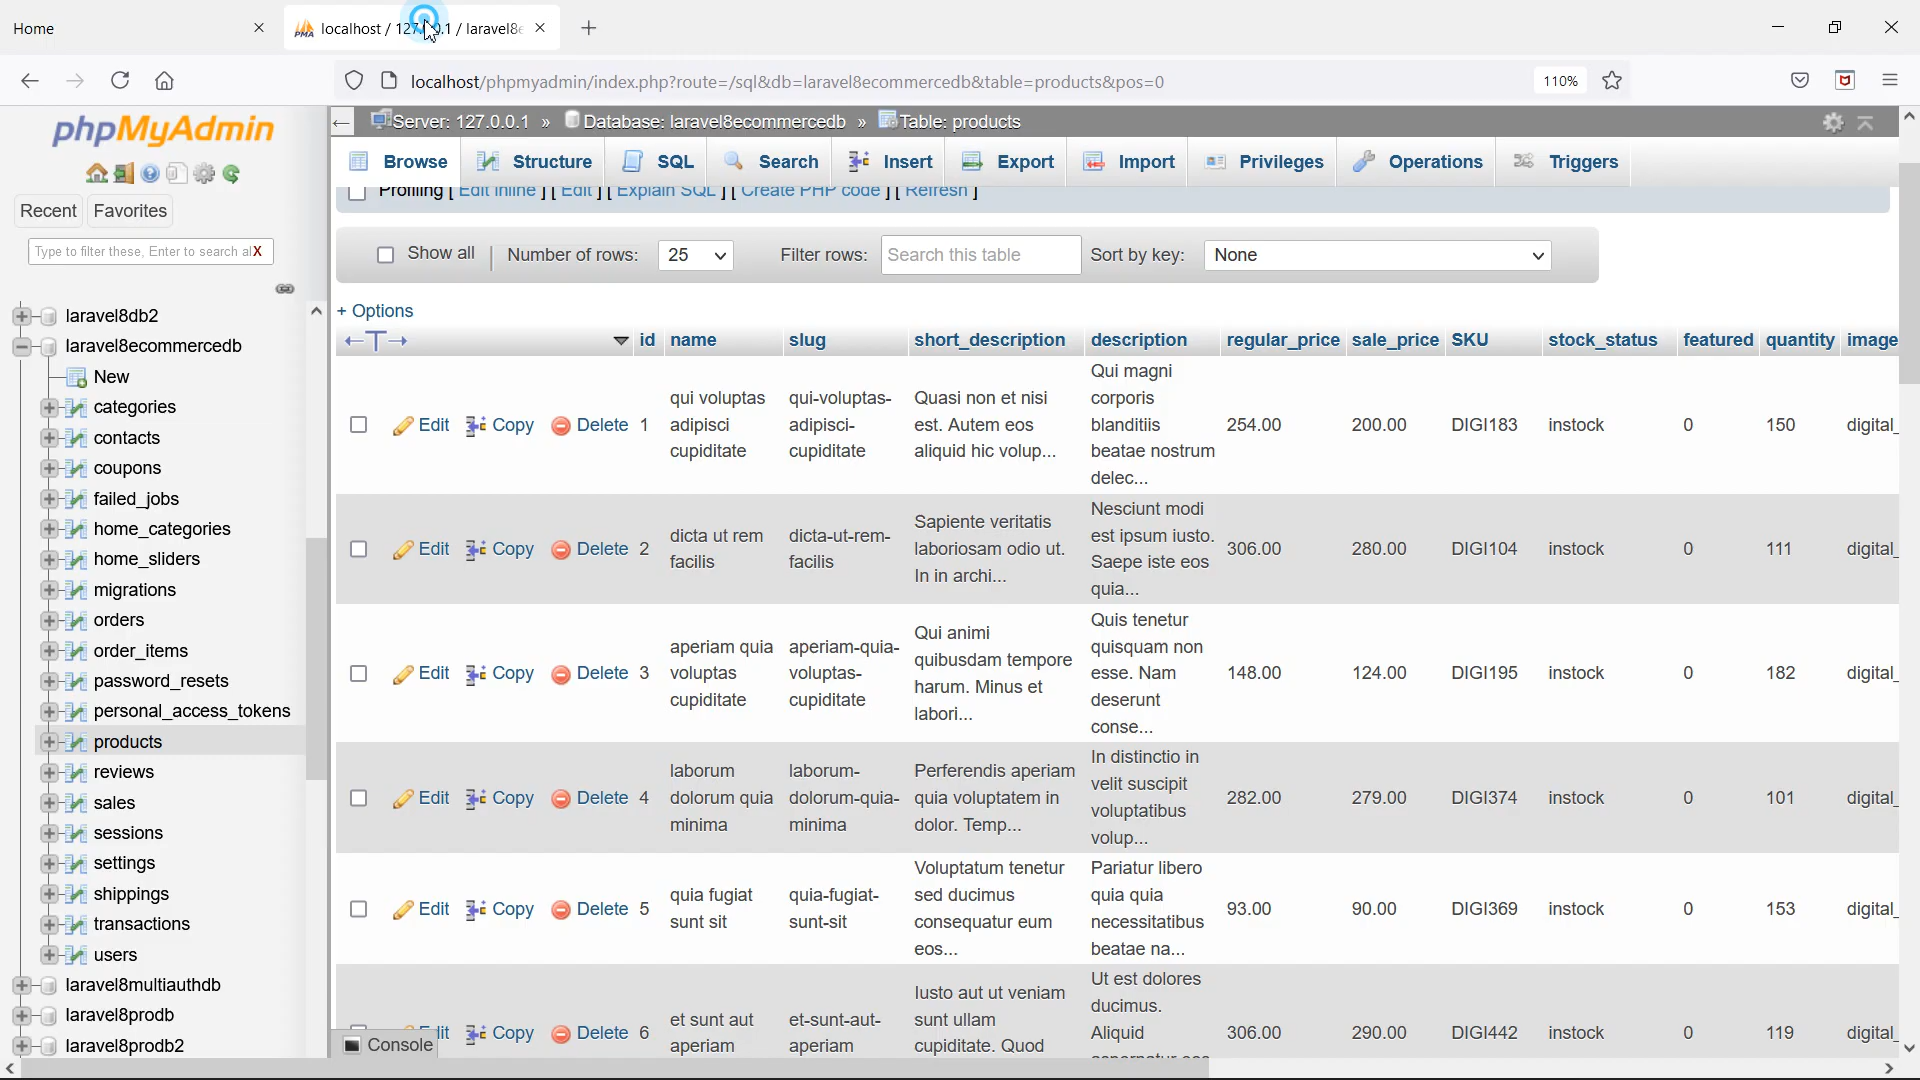 Home
localhost / 127.0.0.1 / laravel8e
localhost/phpmyadmin/index.php?route=/sql&db=laravel8ecommercedb&table=products&pos=0
110%
phpMyAdmin
Recent
Favorites
Type to filter these, Enter to search al X
laravel8db2
laravel8ecommercedb
New
categories
contacts
coupons
failed_jobs
home_categories
home_sliders
migrations
orders
order_items
password_resets
personal_access_tokens
products
reviews
sales
sessions
settings
shippings
transactions
users
laravel8multiauthdb
laravel8prodb
laravel8prodb2
Server: 127.0.0.1 » Database: laravel8ecommercedb » Table: products
Browse Structure SQL Search Insert Export Import Privileges Operations Triggers
Profiling [ Edit inline ] [ Edit ] [ Explain SQL ] [ Create PHP code ] [ Refresh ]
Show all | Number of rows: 25 Filter rows: Search this table Sort by key: None
+ Options
id name slug short_description description regular_price sale_price SKU stock_status featured quantity image
Edit Copy Delete 1
qui voluptas
adipisci
cupiditate
qui-voluptas-
adipisci-
cupiditate
Quasi non et nisi
est. Autem eos
aliquid hic volup...
Qui magni
corporis
blanditiis
beatae nostrum
delec...
254.00 200.00 DIGI183 instock 0 150 digital_
Edit Copy Delete 2
dicta ut rem
facilis
dicta-ut-rem-
facilis
Sapiente veritatis
laboriosam odio ut.
In in archi...
Nesciunt modi
est ipsum iusto.
Saepe iste eos
quia...
306.00 280.00 DIGI104 instock 0 111 digital_
Edit Copy Delete 3
aperiam quia
voluptas
cupiditate
aperiam-quia-
voluptas-
cupiditate
Qui animi
quibusdam tempore
harum. Minus et
labori...
Quis tenetur
quisquam non
esse. Nam
deserunt
conse...
148.00 124.00 DIGI195 instock 0 182 digital_
Edit Copy Delete 4
laborum
dolorum quia
minima
laborum-
dolorum-quia-
minima
Perferendis aperiam
quia voluptatem in
dolor. Temp...
In distinctio in
velit suscipit
voluptatibus
volup...
282.00 279.00 DIGI374 instock 0 101 digital_
Edit Copy Delete 5
quia fugiat
sunt sit
quia-fugiat-
sunt-sit
Voluptatum tenetur
sed ducimus
consequatur eum
eos...
Pariatur libero
quia quia
necessitatibus
beatae na...
93.00 90.00 DIGI369 instock 0 153 digital_
Copy Delete 6
et sunt aut
aperiam
et-sunt-aut-
aperiam
Iusto aut ut veniam
sunt ullam
cupiditate. Quod
Ut est dolores
ducimus.
Aliquid
306.00 290.00 DIGI442 instock 0 119 digital_
Console